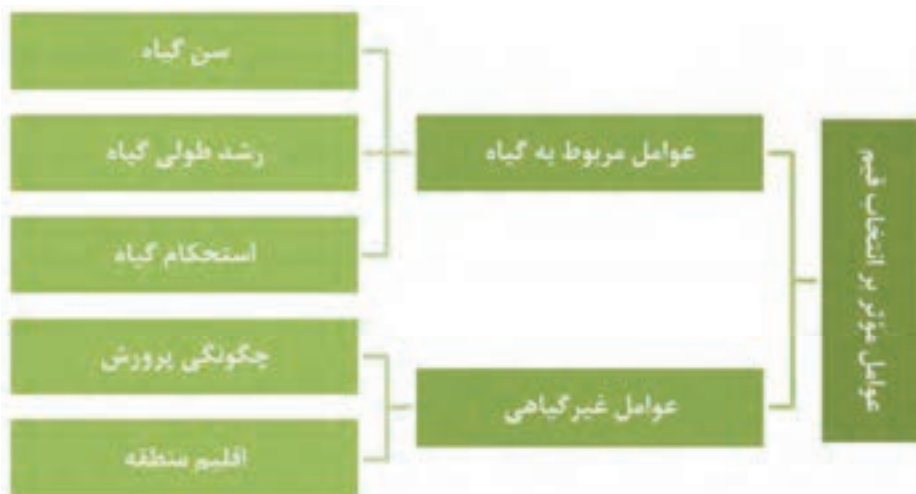 عوامل مؤثر بر انتخاب قیم
عوامل مربوط به گیاه
سن گیاه
رشد طولی گیاه
استحکام گیاه
عوامل غیرگیاهی
چگونگی پرورش
اقلیم منطقه